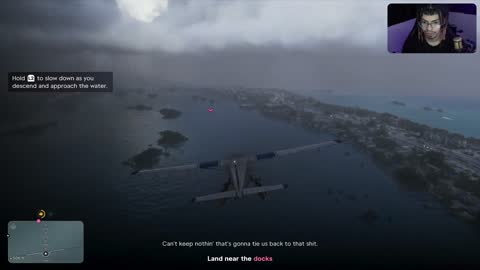 Hold L2 to slow down as you
descend and approach the water.
Can't keep nothin' that's gonna tie us back to that shit.
Land near the docks